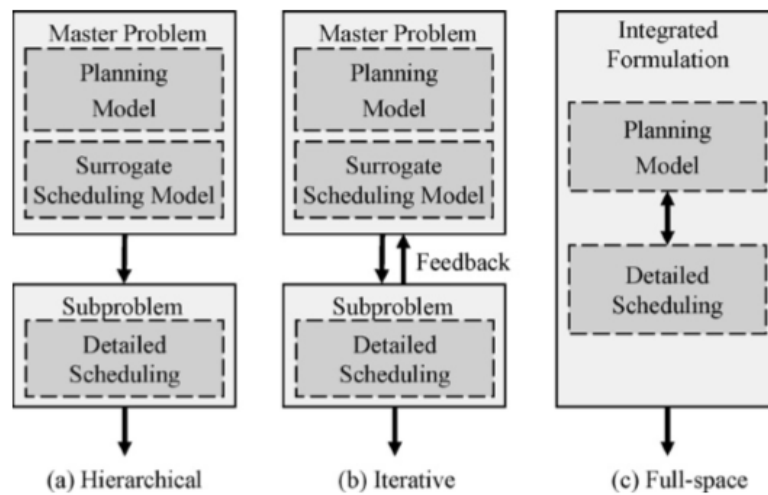 Master Problem
Planning
Model
Surrogate
Scheduling Model
Subproblem
Detailed
Scheduling
(a) Hierarchical
Master Problem
Planning
Model
Surrogate
Scheduling Model
Feedback
Subproblem
Detailed
Scheduling
(b) Iterative
Integrated
Formulation
Planning
Model
Detailed
Scheduling
(c) Full-space